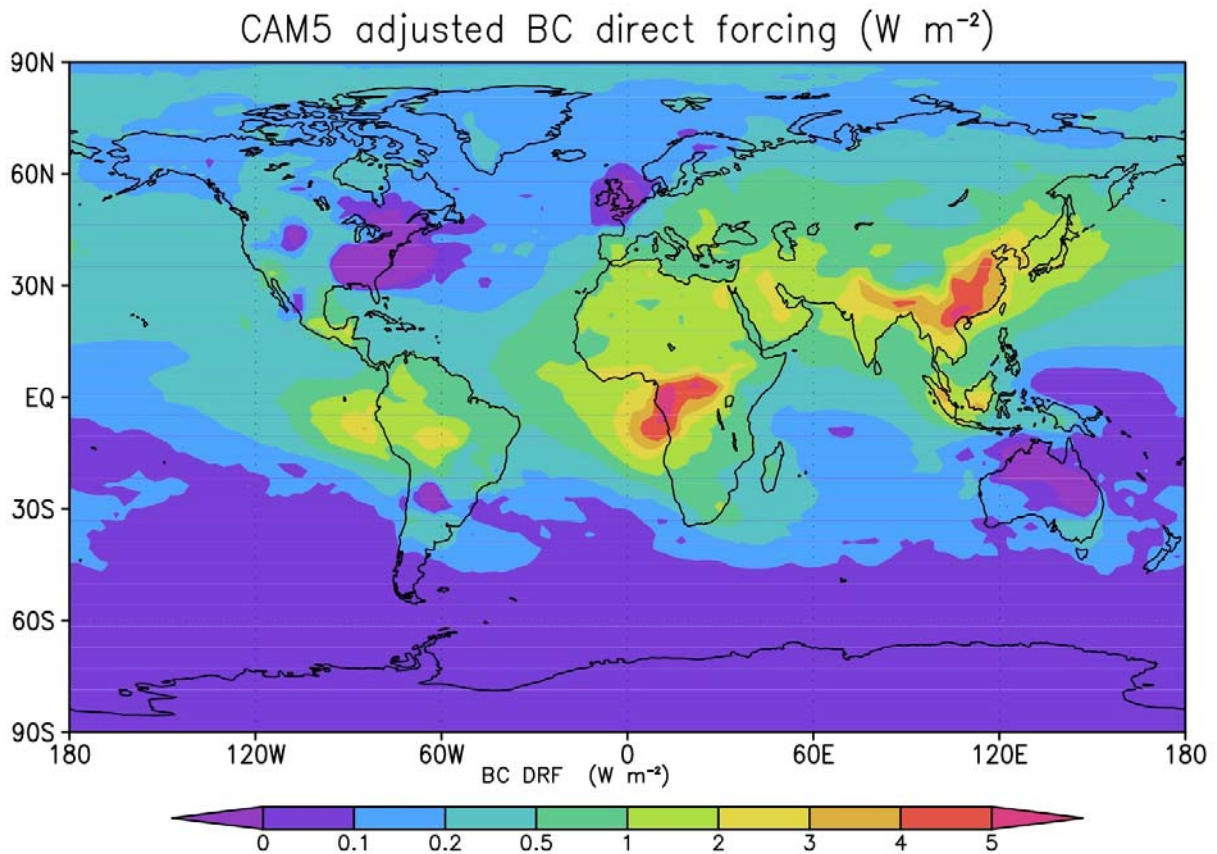 CAM5 adjusted BC direct forcing (W m⁻²)
90N
60N
30N
EQ
30S
60S
90S
180 120W 60W 0 60E 120E 180
BC DRF (W m⁻²)
0 0.1 0.2 0.5 1 2 3 4 5